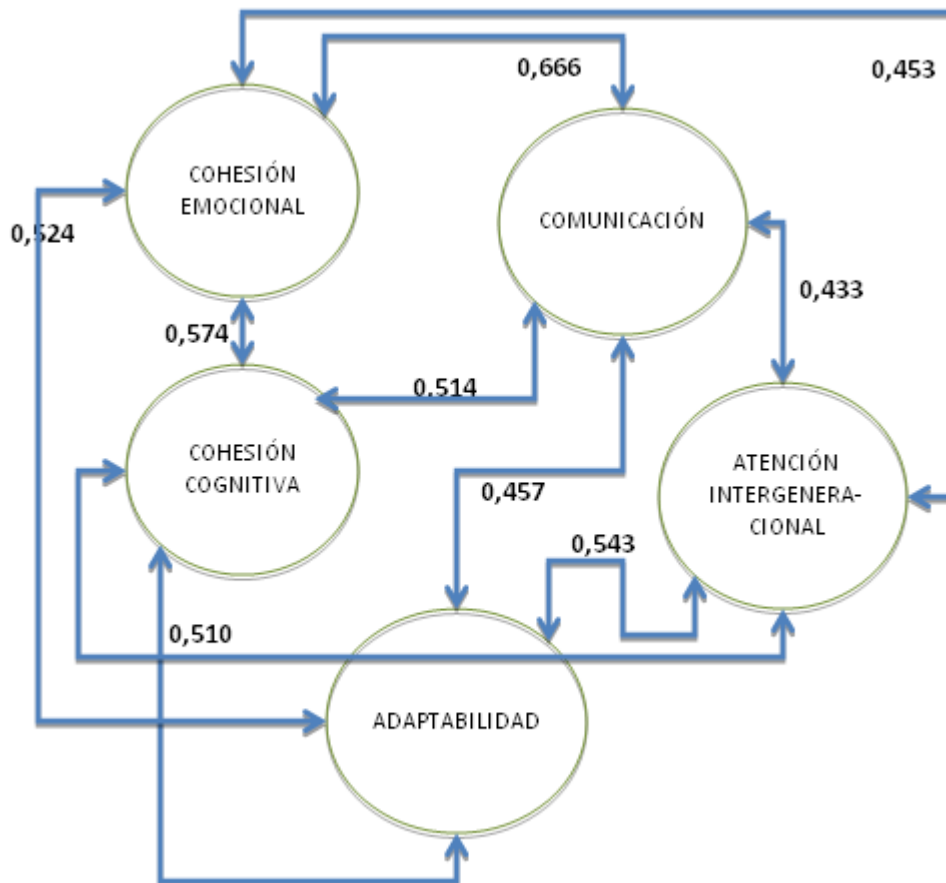 0,666
0,453
COHESIÓN
EMOCIONAL
COMUNICACIÓN
0,524
0,433
0,574
0,514
COHESIÓN
COGNITIVA
ATENCIÓN
INTERGENERA-
CIONAL
0,457
0,543
0,510
ADAPTABILIDAD